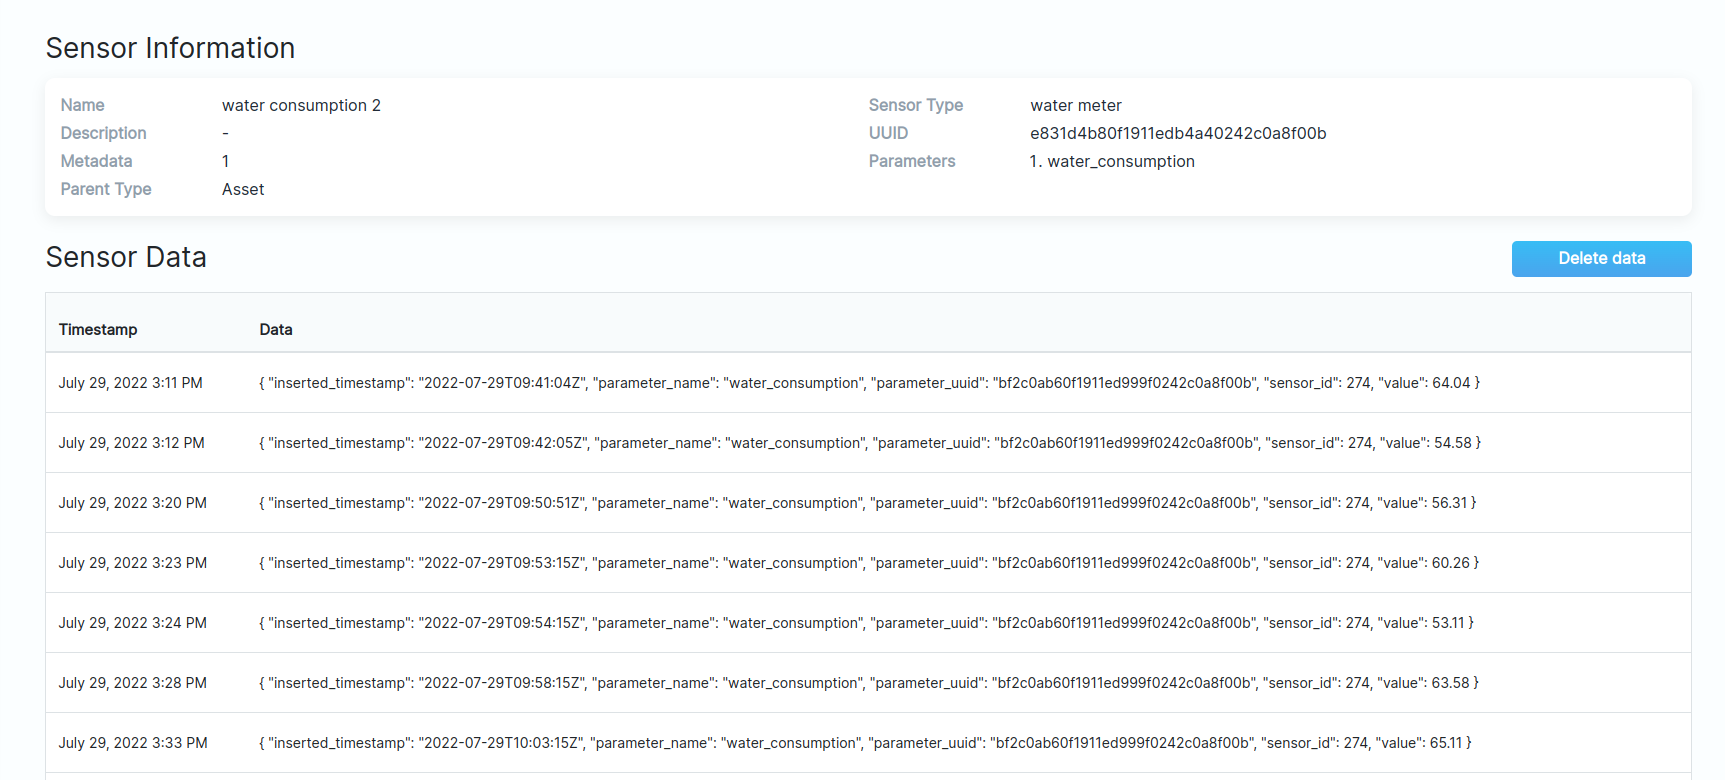 Sensor Information
Name water consumption 2 Sensor Type water meter
Description - UUID e831d4b80f1911edb4a40242c0a8f00b
Metadata 1 Parameters 1. water_consumption
Parent Type Asset
Sensor Data Delete data
Timestamp Data
July 29, 2022 3:11 PM { "inserted_timestamp": "2022-07-29T09:41:04Z", "parameter_name": "water_consumption", "parameter_uuid": "bf2c0ab60f1911ed999f0242c0a8f00b", "sensor_id": 274, "value": 64.04 }
July 29, 2022 3:12 PM { "inserted_timestamp": "2022-07-29T09:42:05Z", "parameter_name": "water_consumption", "parameter_uuid": "bf2c0ab60f1911ed999f0242c0a8f00b", "sensor_id": 274, "value": 54.58 }
July 29, 2022 3:20 PM { "inserted_timestamp": "2022-07-29T09:50:51Z", "parameter_name": "water_consumption", "parameter_uuid": "bf2c0ab60f1911ed999f0242c0a8f00b", "sensor_id": 274, "value": 56.31 }
July 29, 2022 3:23 PM { "inserted_timestamp": "2022-07-29T09:53:15Z", "parameter_name": "water_consumption", "parameter_uuid": "bf2c0ab60f1911ed999f0242c0a8f00b", "sensor_id": 274, "value": 60.26 }
July 29, 2022 3:24 PM { "inserted_timestamp": "2022-07-29T09:54:15Z", "parameter_name": "water_consumption", "parameter_uuid": "bf2c0ab60f1911ed999f0242c0a8f00b", "sensor_id": 274, "value": 53.11 }
July 29, 2022 3:28 PM { "inserted_timestamp": "2022-07-29T09:58:15Z", "parameter_name": "water_consumption", "parameter_uuid": "bf2c0ab60f1911ed999f0242c0a8f00b", "sensor_id": 274, "value": 63.58 }
July 29, 2022 3:33 PM { "inserted_timestamp": "2022-07-29T10:03:15Z", "parameter_name": "water_consumption", "parameter_uuid": "bf2c0ab60f1911ed999f0242c0a8f00b", "sensor_id": 274, "value": 65.11 }